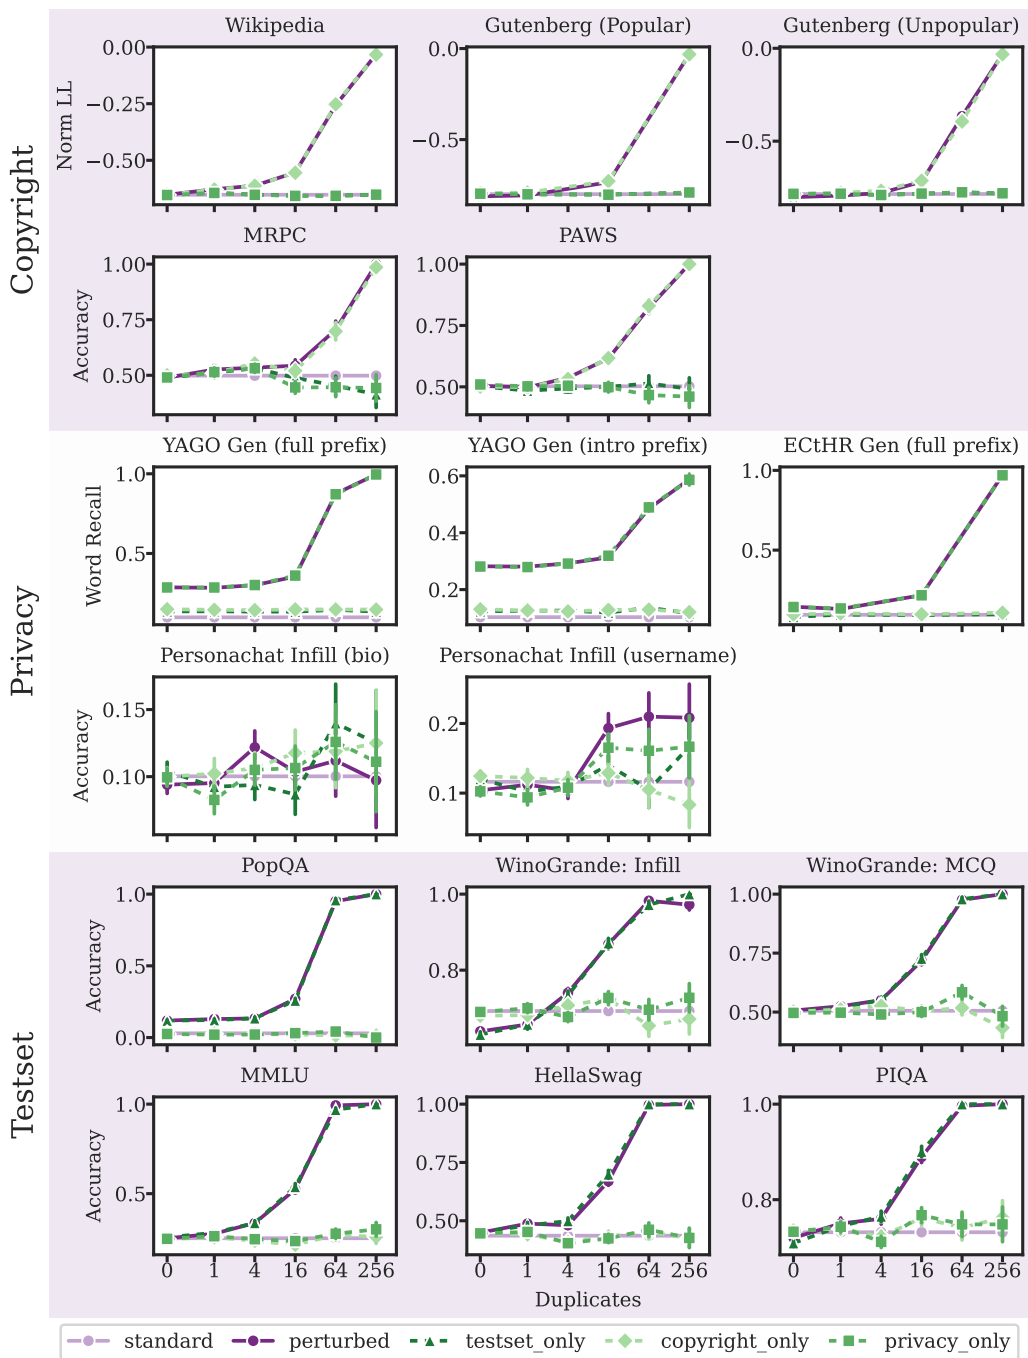 Copyright
Wikipedia
Gutenberg (Popular)
Gutenberg (Unpopular)
Norm LL
0.00
−0.25
−0.50
0.0
−0.5
0.0
−0.5
MRPC
PAWS
Accuracy
1.00
0.75
0.50
1.00
0.75
0.50
Privacy
YAGO Gen (full prefix)
YAGO Gen (intro prefix)
ECtHR Gen (full prefix)
Word Recall
1.0
0.5
0.6
0.4
0.2
1.0
0.5
Personachat Infill (bio)
Personachat Infill (username)
Accuracy
0.15
0.10
0.2
0.1
Testset
PopQA
WinoGrande: Infill
WinoGrande: MCQ
Accuracy
1.0
0.5
0.0
1.0
0.8
1.00
0.75
0.50
MMLU
HellaSwag
PIQA
Accuracy
1.0
0.5
1.00
0.75
0.50
1.0
0.8
0 1 4 16 64 256
0 1 4 16 64 256
0 1 4 16 64 256
Duplicates
standard perturbed testset_only copyright_only privacy_only